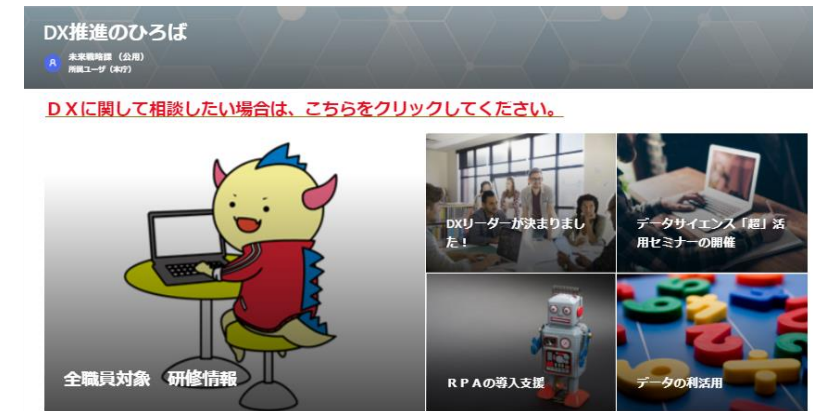 DX推進のひろば
未来戦略課（公用）
所属ユーザ（本庁）
ＤＸに関して相談したい場合は、こちらをクリックしてください。
DXリーダーが決まりまし
た！
データサイエンス「超」活
用セミナーの開催
全職員対象　研修情報
ＲＰＡの導入支援
データの利活用